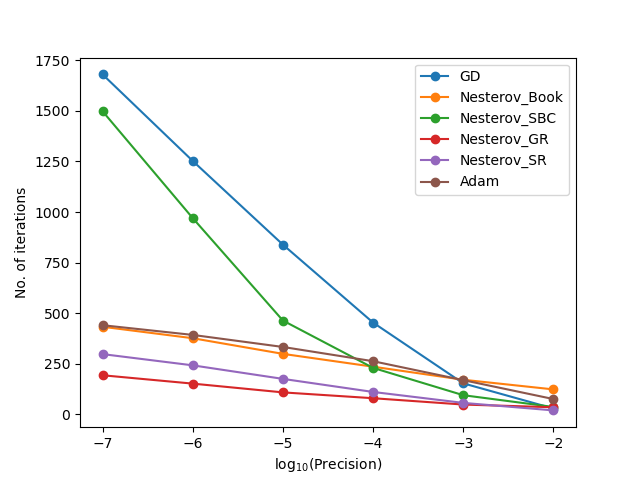 1750
1500
1250
1000
750
500
250
0
No. of iterations
−7
−6
−5
−4
−3
−2
log₁₀(Precision)
GD
Nesterov_Book
Nesterov_SBC
Nesterov_GR
Nesterov_SR
Adam